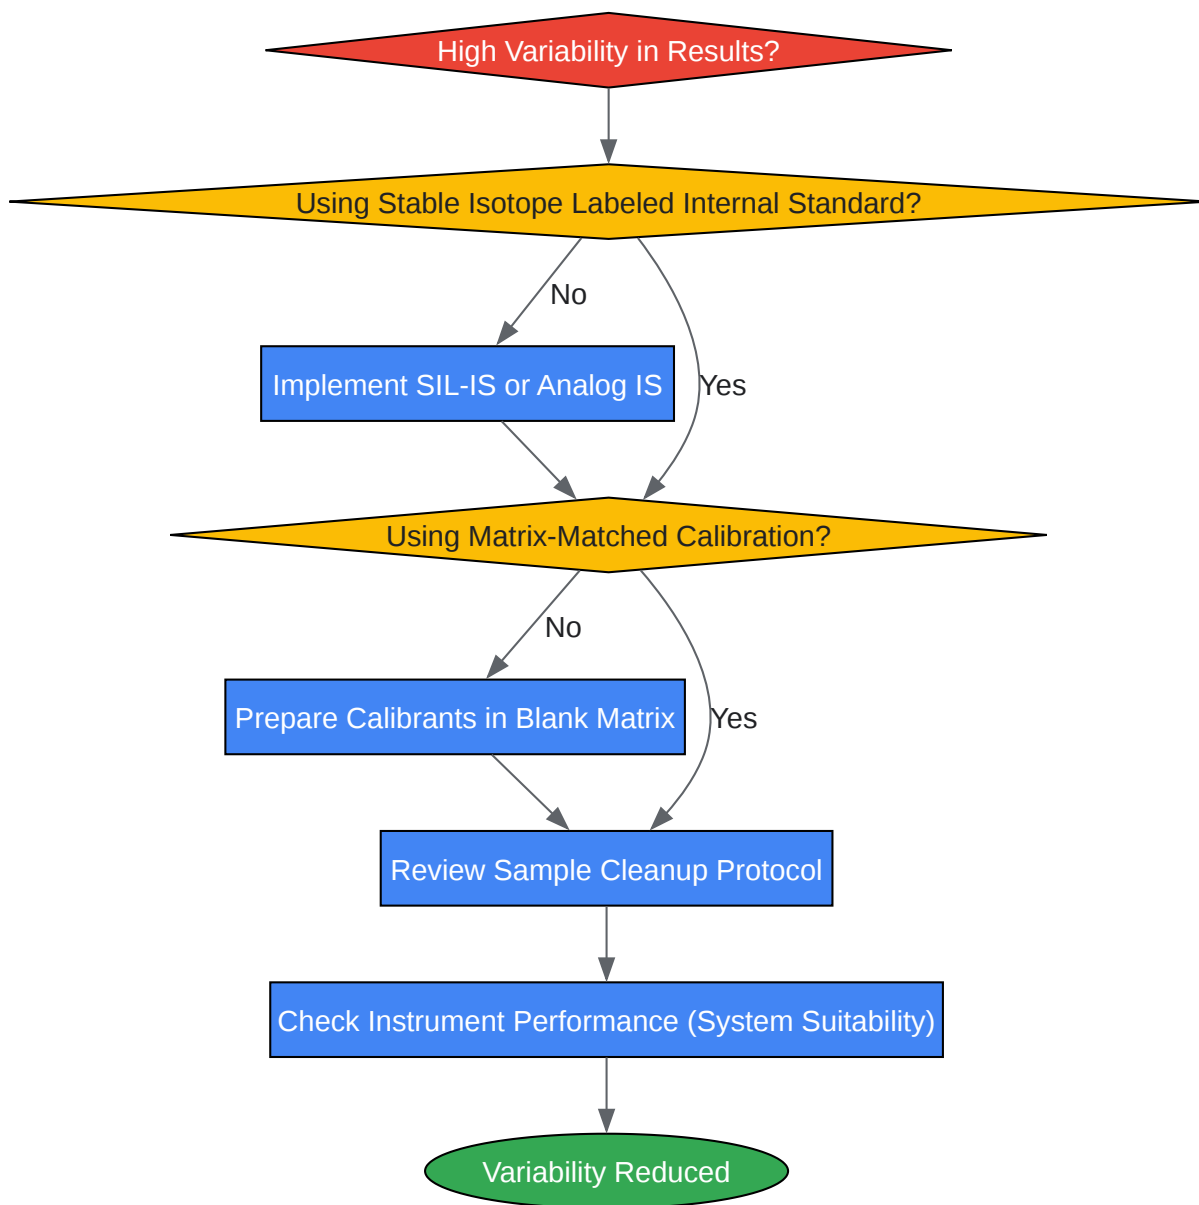 High Variability in Results?
Using Stable Isotope Labeled Internal Standard?
No
Implement SIL-IS or Analog IS
Yes
Using Matrix-Matched Calibration?
No
Prepare Calibrants in Blank Matrix
Yes
Review Sample Cleanup Protocol
Check Instrument Performance (System Suitability)
Variability Reduced